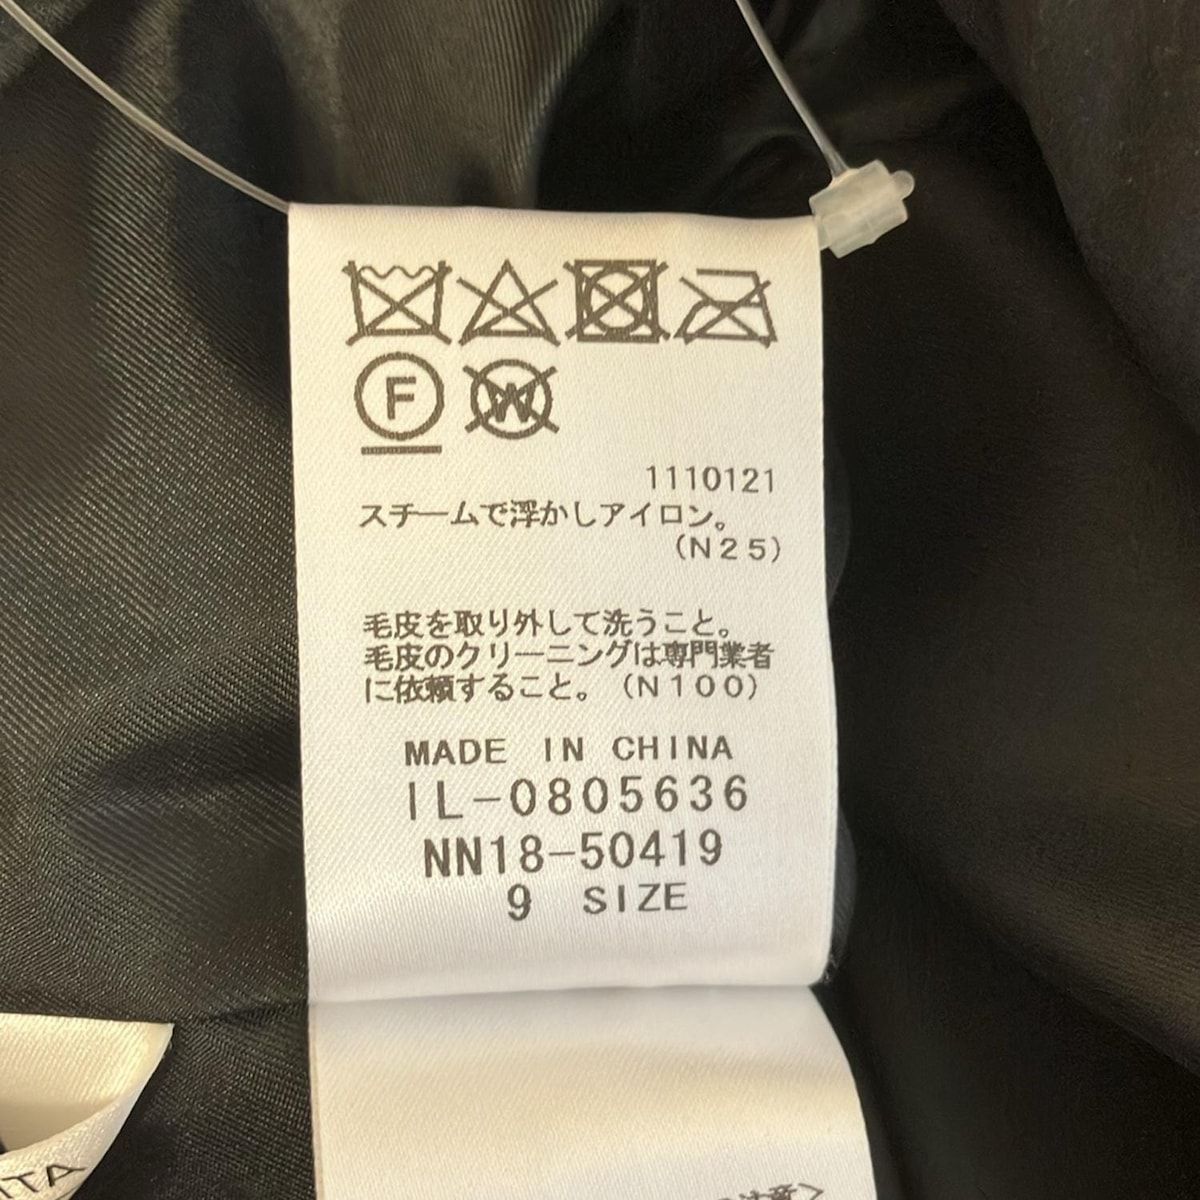 F W
1110121
スチームで浮かしアイロン。
(N25)
毛皮を取り外して洗うこと。
毛皮のクリーニングは専門業者
に依頼すること。(N100)
MADE IN CHINA
IL-0805636
NN18-50419
9 SIZE
ITA
注意>